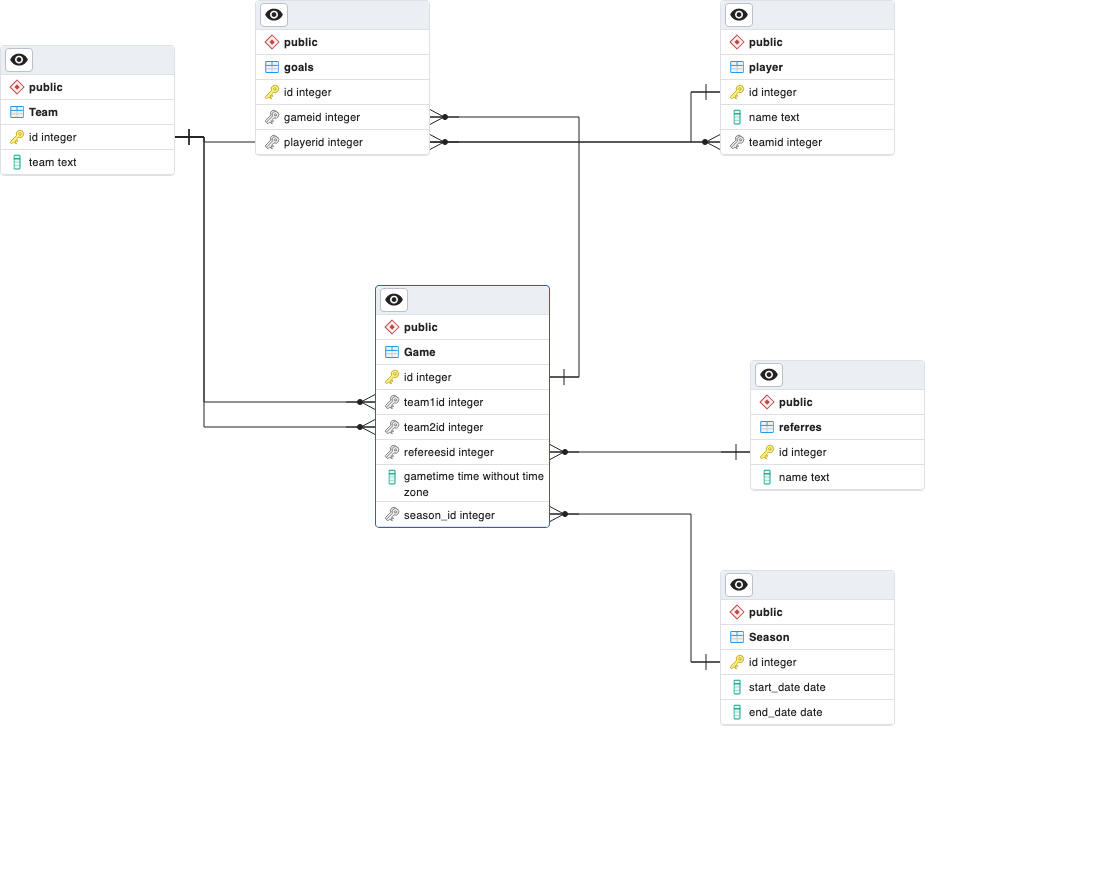 public
Team
id integer
team text
public
goals
id integer
gameid integer
playerid integer
public
player
id integer
name text
teamid integer
public
Game
id integer
team1id integer
team2id integer
refereesid integer
gametime time without time
zone
season_id integer
public
referres
id integer
name text
public
Season
id integer
start_date date
end_date date